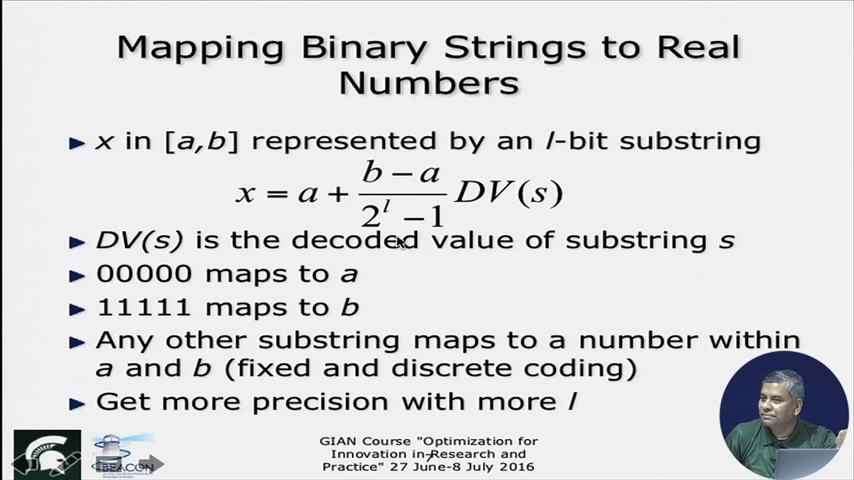 Mapping Binary Strings to Real
Numbers
x in [a,b] represented by an l-bit substring
x = a + \frac{b - a}{2^l - 1} DV(s)
DV(s) is the decoded value of substring s
00000 maps to a
11111 maps to b
Any other substring maps to a number within
a and b (fixed and discrete coding)
Get more precision with more l
BEACON
GIAN Course "Optimization for
Innovation in Research and
Practice" 27 June-8 July 2016
7